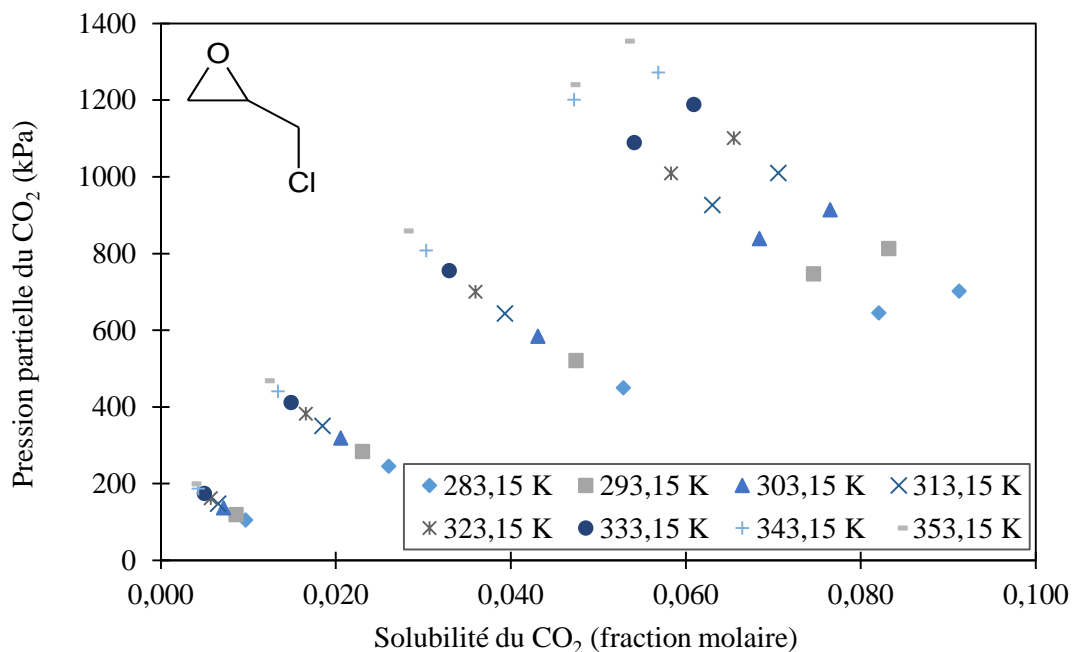 1400
1200
1000
800
600
400
200
0
Pression partielle du CO₂ (kPa)
O
Cl
283,15 K 293,15 K 303,15 K 313,15 K
323,15 K 333,15 K 343,15 K 353,15 K
0,000 0,020 0,040 0,060 0,080 0,100
Solubilité du CO₂ (fraction molaire)